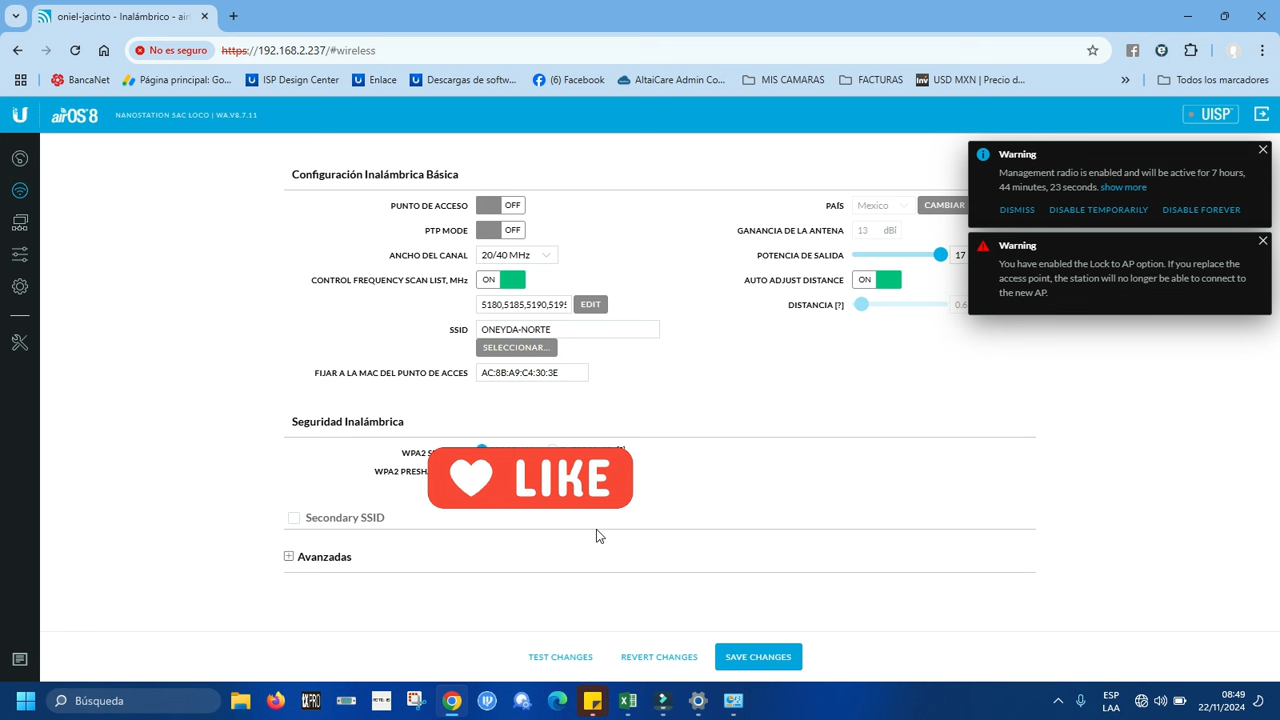 oniel-jacinto - Inalámbrico - air
No es seguro
https://192.168.2.237/#wireless
BancaNet
Página principal: Go...
ISP Design Center
Enlace
Descargas de softw...
(6) Facebook
AltaiCare Admin Co...
MIS CAMARAS
FACTURAS
USD MXN | Precio d...
Todos los marcadores
airOS 8
NANOSTATION 5AC LOCO | WA.V8.7.11
UISP
Configuración Inalámbrica Básica
PUNTO DE ACCESO
OFF
PTP MODE
OFF
ANCHO DEL CANAL
20/40 MHz
CONTROL FREQUENCY SCAN LIST, MHz
ON
5180,5185,5190,5195
EDIT
SSID
ONEYDA-NORTE
SELECCIONAR...
FIJAR A LA MAC DEL PUNTO DE ACCES
AC:8B:A9:C4:30:3E
PAÍS
Mexico
CAMBIAR
GANANCIA DE LA ANTENA
13 dBi
POTENCIA DE SALIDA
17
AUTO ADJUST DISTANCE
ON
DISTANCIA [?]
0.6
Warning
Management radio is enabled and will be active for 7 hours,
44 minutes, 23 seconds. show more
DISMISS
DISABLE TEMPORARILY
DISABLE FOREVER
Warning
You have enabled the Lock to AP option. If you replace the
access point, the station will no longer be able to connect to
the new AP.
Seguridad Inalámbrica
WPA2
WPA2 PRESH
LIKE
Secondary SSID
Avanzadas
TEST CHANGES
REVERT CHANGES
SAVE CHANGES
Búsqueda
ESP
LAA
08:49
22/11/2024